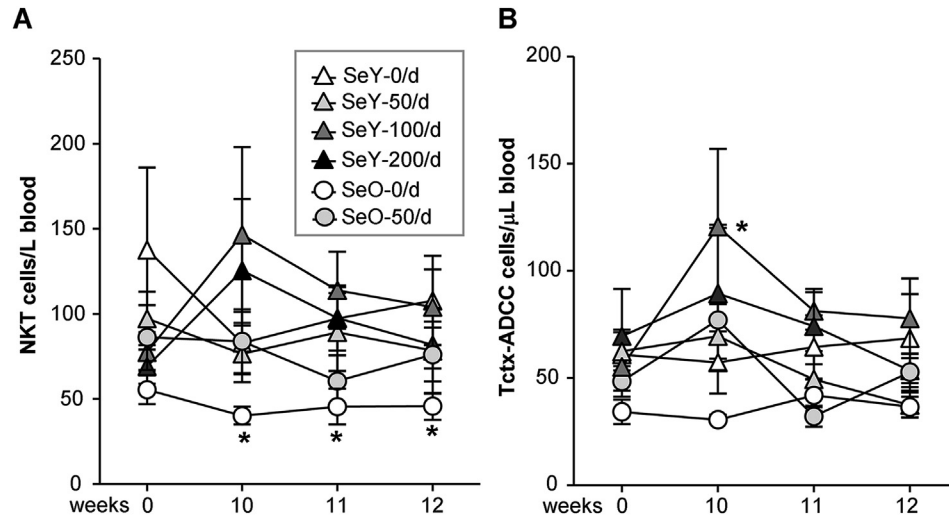 A
NKT cells/L blood
250
200
150
100
50
0
weeks 0 10 11 12
SeY-0/d
SeY-50/d
SeY-100/d
SeY-200/d
SeO-0/d
SeO-50/d
* * *
B
Tctx-ADCC cells/μL blood
200
150
100
50
0
*
weeks 0 10 11 12